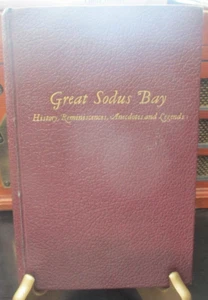 Great Sodus Bay
History, Reminiscences, Anecdotes and Legends